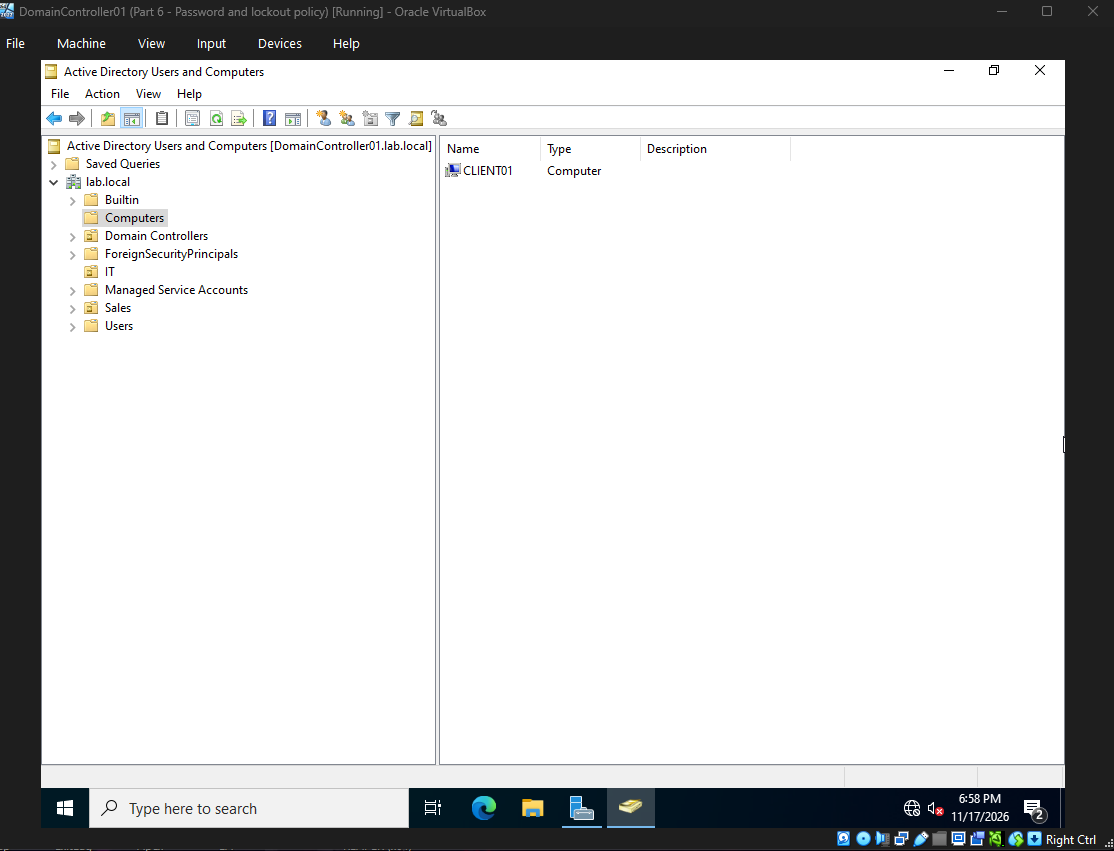 DomainController01 (Part 6 - Password and lockout policy) [Running] - Oracle VirtualBox
File Machine View Input Devices Help
Active Directory Users and Computers
File Action View Help
Active Directory Users and Computers [DomainController01.lab.local]
Saved Queries
lab.local
Builtin
Computers
Domain Controllers
ForeignSecurityPrincipals
IT
Managed Service Accounts
Sales
Users
Name Type Description
CLIENT01 Computer
Type here to search
6:58 PM
11/17/2026
2
Right Ctrl